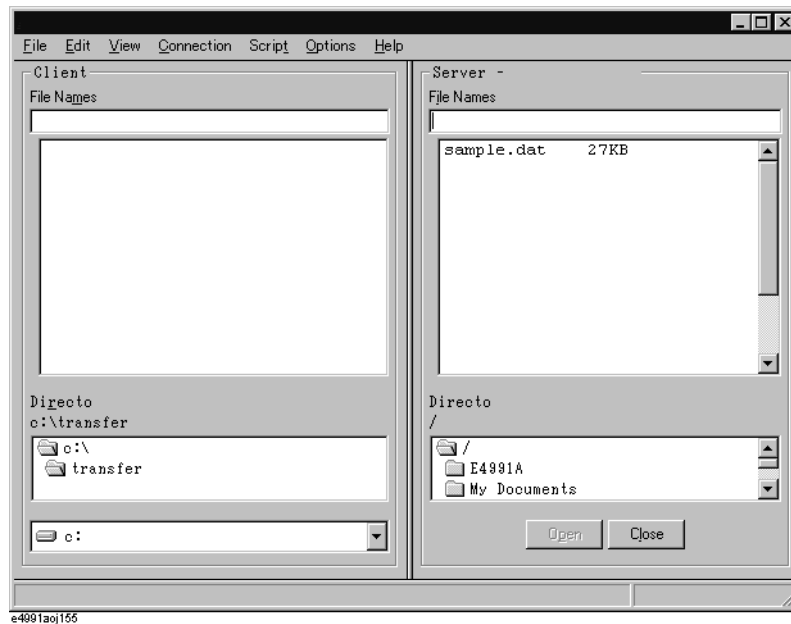 File Edit View Connection Script Options Help
Client
File Names
Directo
c:\transfer
c:\
transfer
c:
Server -
File Names
sample.dat 27KB
Directo
/
/
E4991A
My Documents
Open Close
e4991aoj155